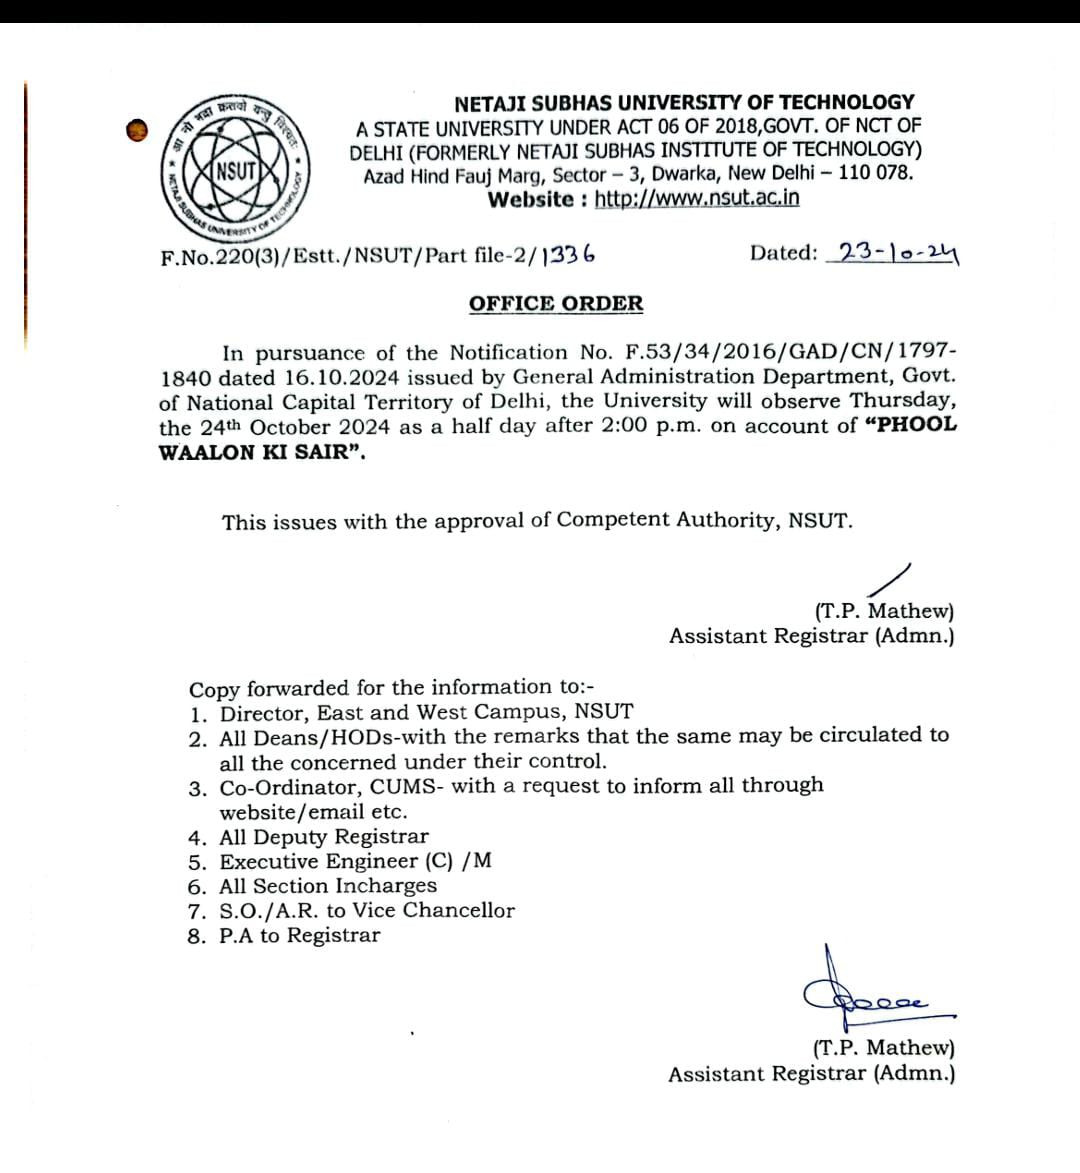 आ नो भद्राः क्रतवो यन्तु विश्वतः
NSUT
NETAJI SUBHAS UNIVERSITY OF TECHNOLOGY
NETAJI SUBHAS UNIVERSITY OF TECHNOLOGY
A STATE UNIVERSITY UNDER ACT 06 OF 2018,GOVT. OF NCT OF
DELHI (FORMERLY NETAJI SUBHAS INSTITUTE OF TECHNOLOGY)
Azad Hind Fauj Marg, Sector – 3, Dwarka, New Delhi – 110 078.
Website : http://www.nsut.ac.in
F.No.220(3)/Estt./NSUT/Part file-2/1336 Dated: 23-10-24
OFFICE ORDER
In pursuance of the Notification No. F.53/34/2016/GAD/CN/1797-
1840 dated 16.10.2024 issued by General Administration Department, Govt.
of National Capital Territory of Delhi, the University will observe Thursday,
the 24th October 2024 as a half day after 2:00 p.m. on account of “PHOOL
WAALON KI SAIR”.
This issues with the approval of Competent Authority, NSUT.
(T.P. Mathew)
Assistant Registrar (Admn.)
Copy forwarded for the information to:-
1. Director, East and West Campus, NSUT
2. All Deans/HODs-with the remarks that the same may be circulated to
all the concerned under their control.
3. Co-Ordinator, CUMS- with a request to inform all through
website/email etc.
4. All Deputy Registrar
5. Executive Engineer (C) /M
6. All Section Incharges
7. S.O./A.R. to Vice Chancellor
8. P.A to Registrar
(T.P. Mathew)
Assistant Registrar (Admn.)